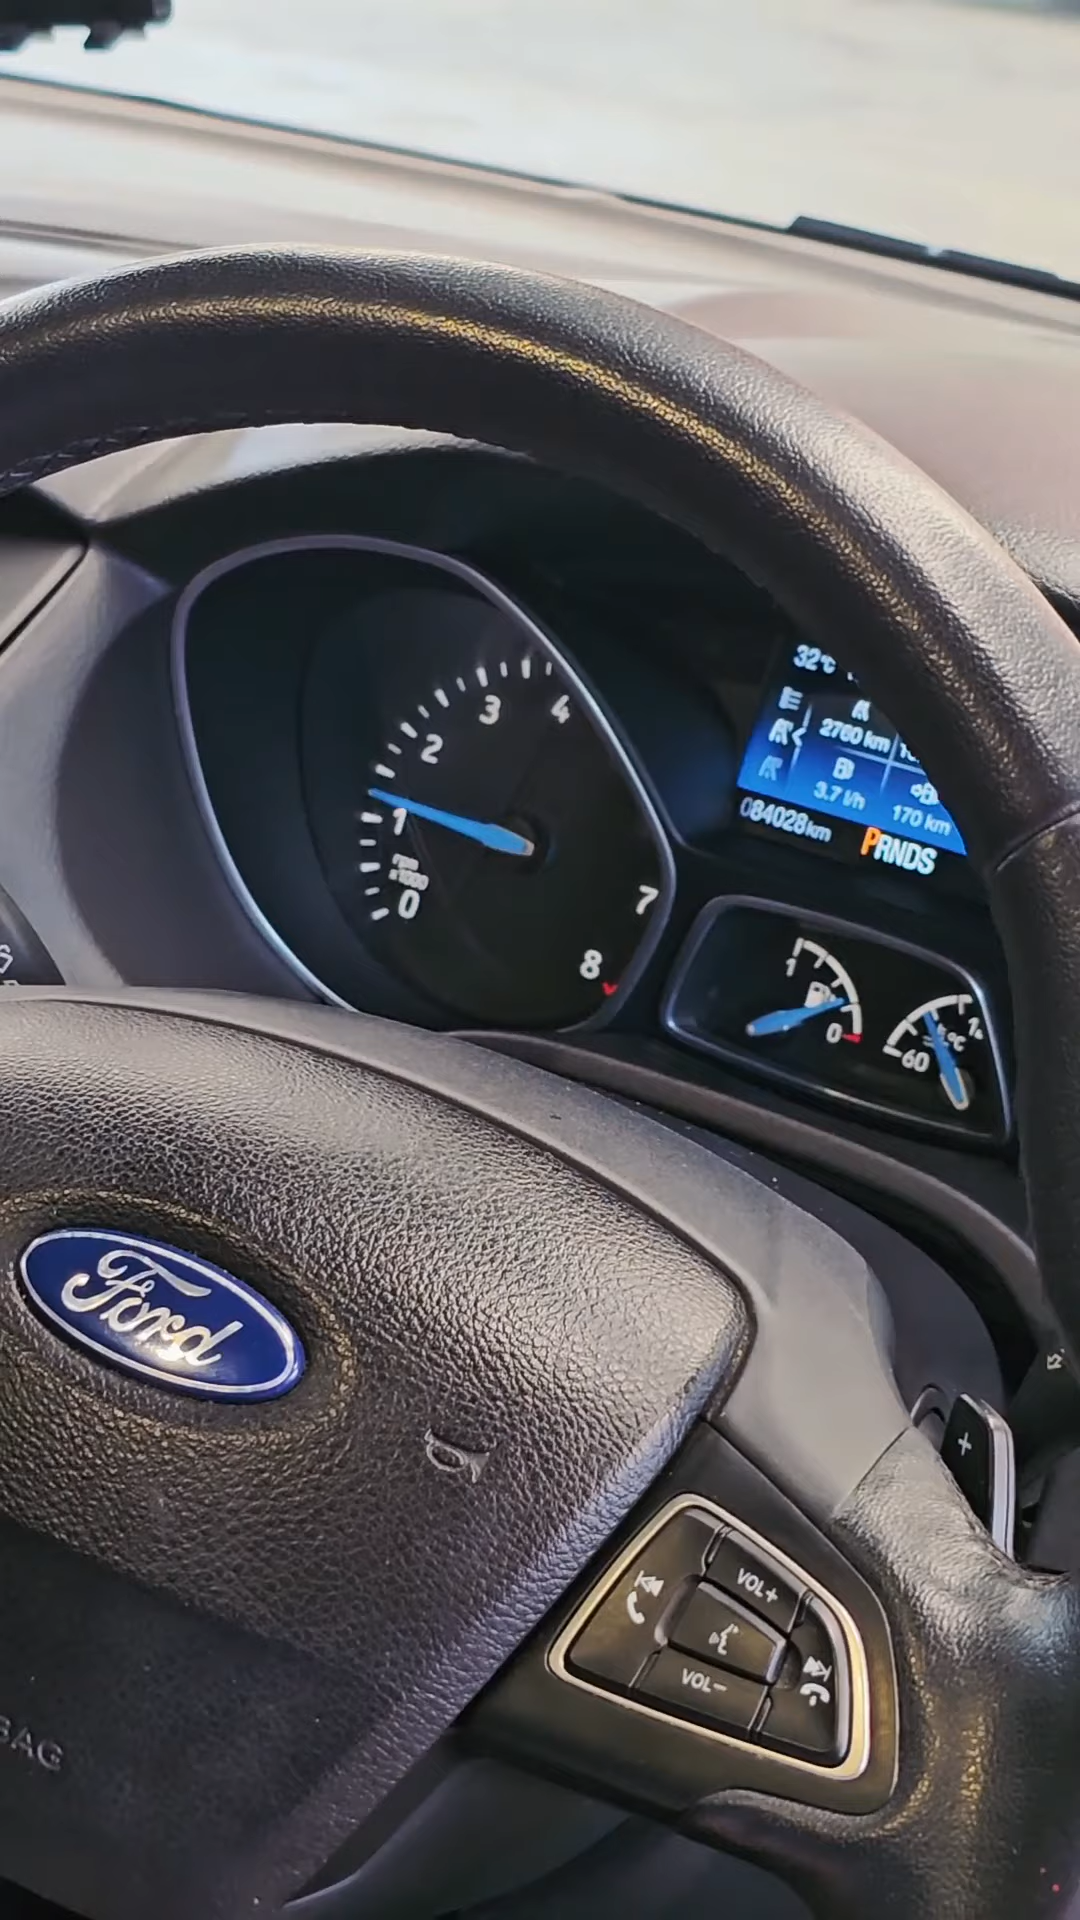 32°C
2760 km
3.7 l/h
170 km
084028km
PRNDS
4
3
2
1
rpm
x1000
0
7
8
1
0
60
°C
Ford
+
VOL+
VOL-
BAG